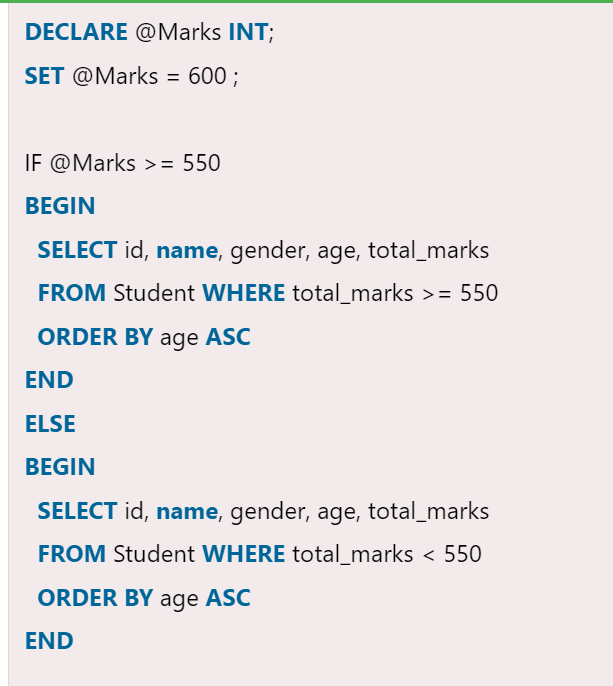 DECLARE @Marks INT;
SET @Marks = 600 ;
IF @Marks >= 550
BEGIN
SELECT id, name, gender, age, total_marks
FROM Student WHERE total_marks >= 550
ORDER BY age ASC
END
ELSE
BEGIN
SELECT id, name, gender, age, total_marks
FROM Student WHERE total_marks < 550
ORDER BY age ASC
END